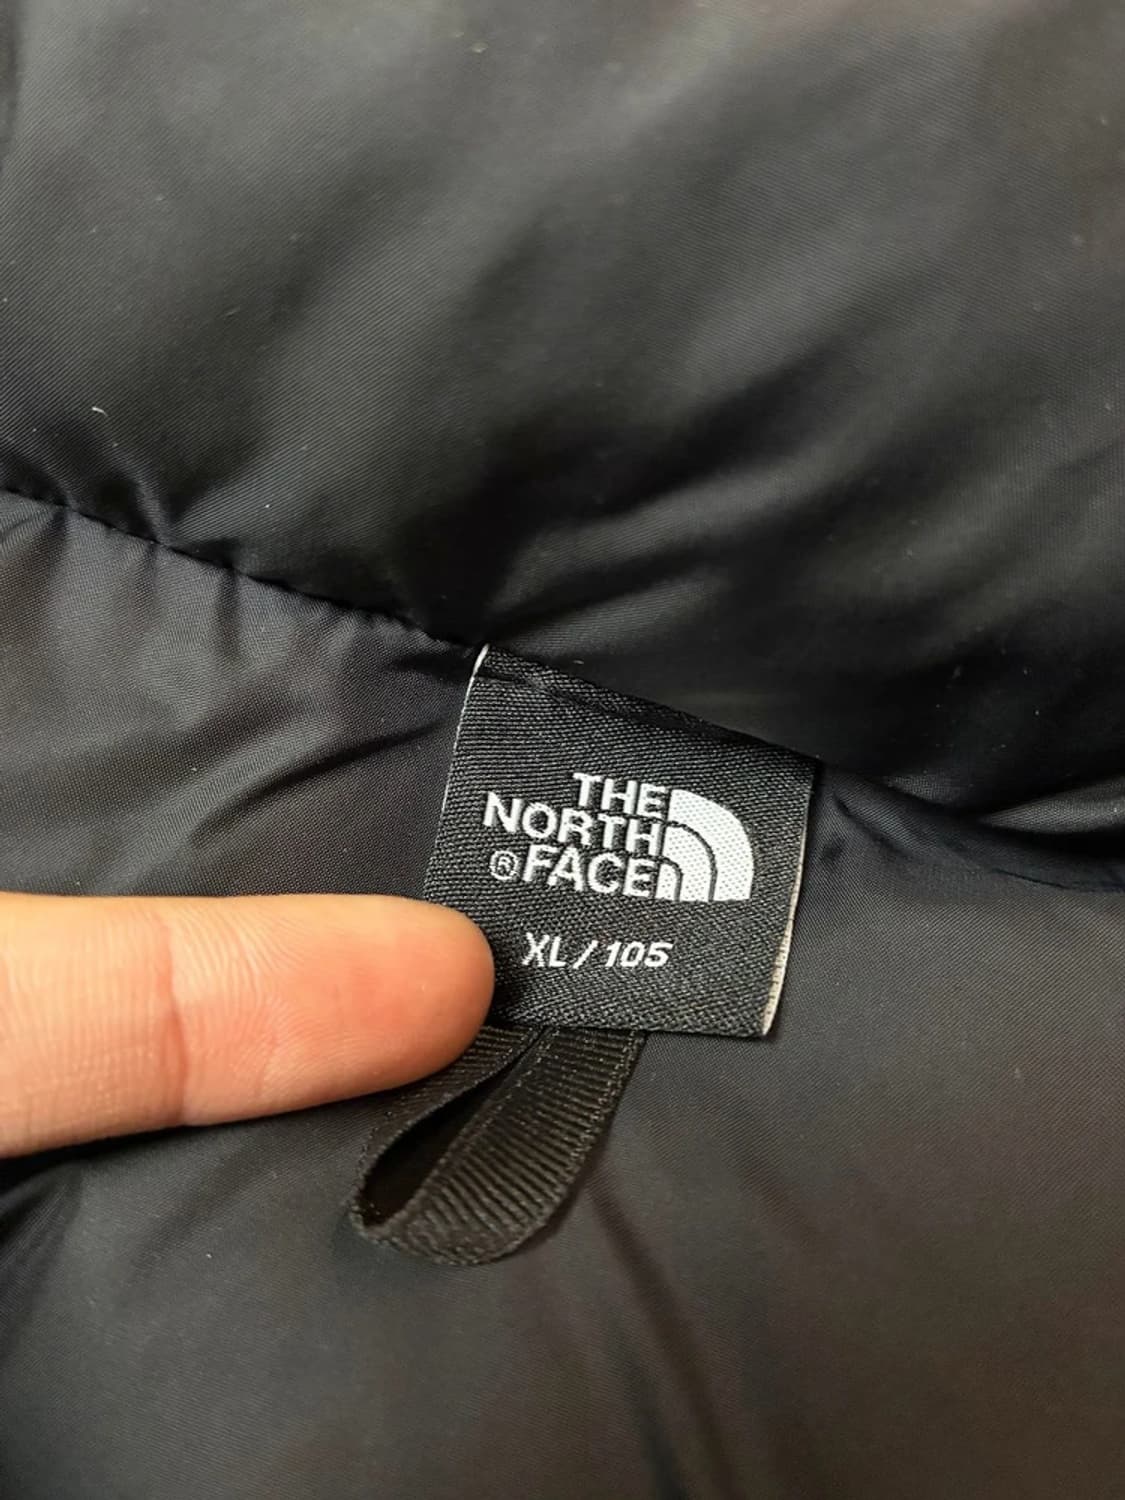 THE
NORTH
®FACE
XL / 105